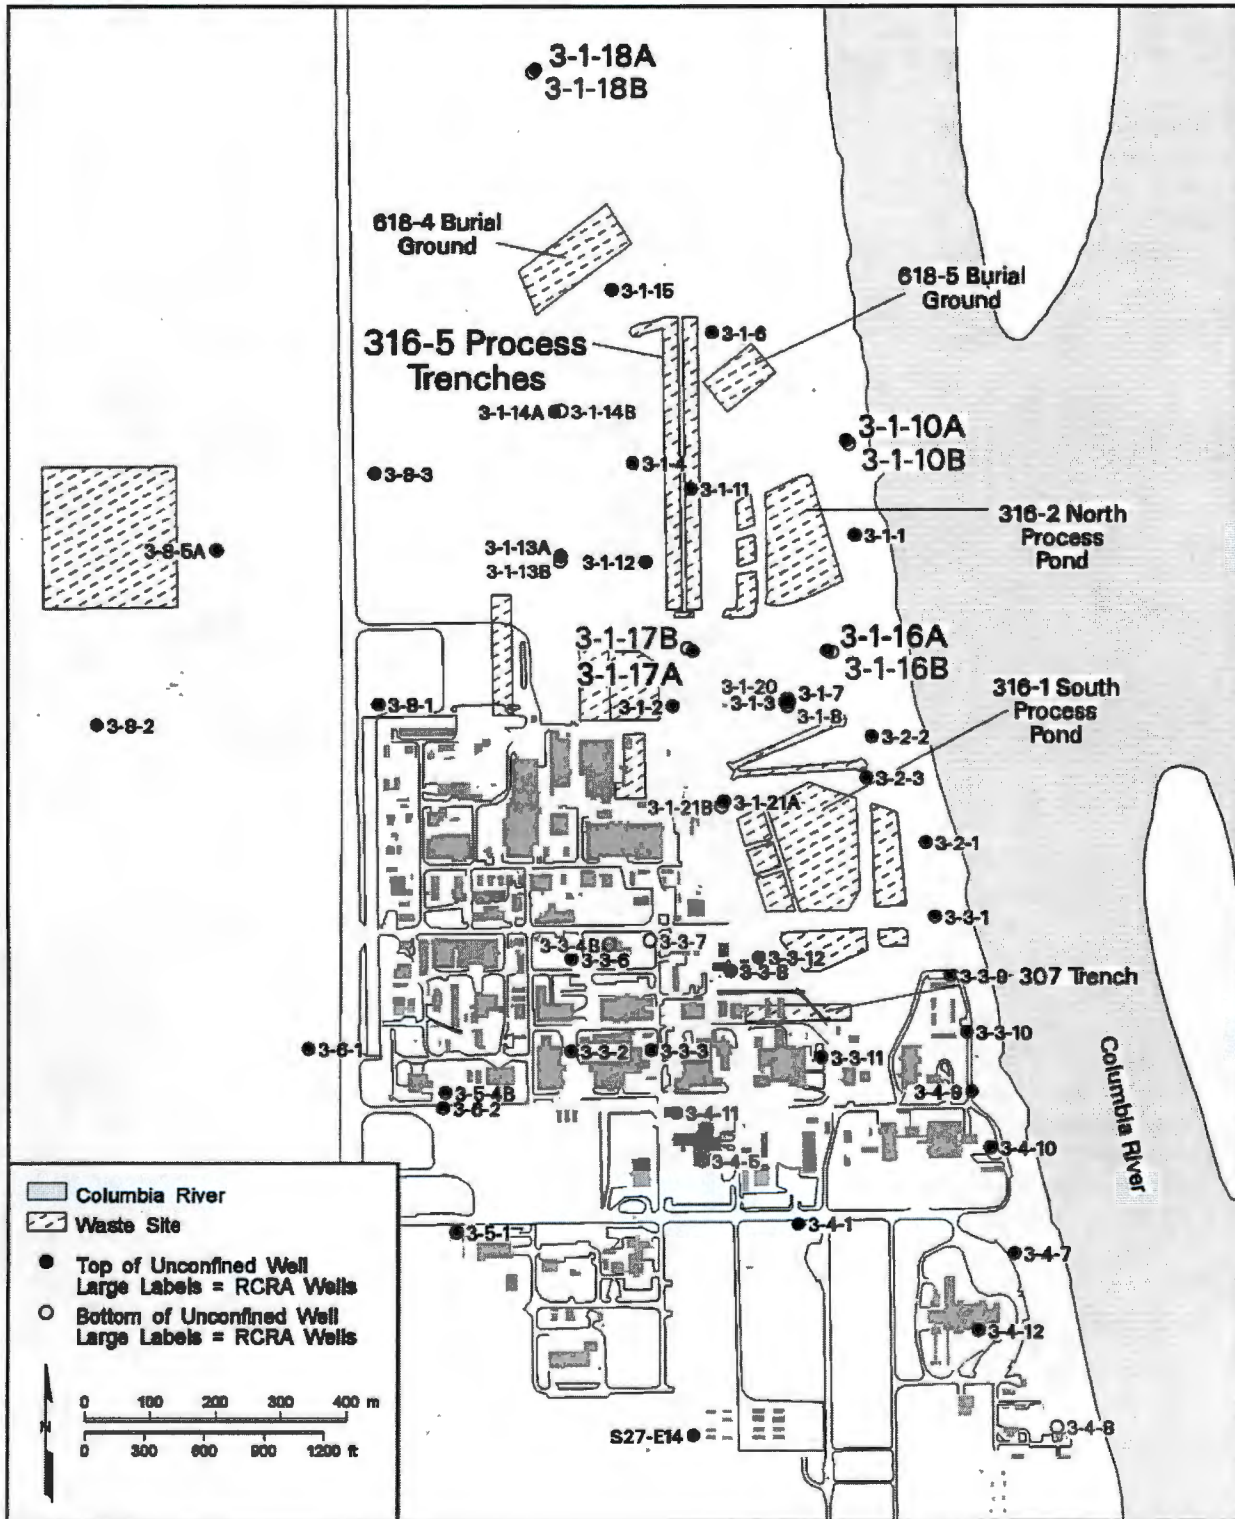 3-1-18A
3-1-18B
618-4 Burial
Ground
618-5 Burial
Ground
3-1-15
3-1-6
316-5 Process
Trenches
3-1-14A
3-1-14B
3-1-10A
3-1-10B
3-8-3
3-1-4
3-1-11
316-2 North
Process
Pond
3-1-1
3-8-5A
3-1-13A
3-1-13B
3-1-12
3-1-17B
3-1-17A
3-1-16A
3-1-16B
3-1-20
3-1-7
3-1-3
3-1-8
316-1 South
Process
Pond
3-1-2
3-8-1
3-8-2
3-2-2
3-2-3
3-1-21B
3-1-21A
3-2-1
3-3-1
3-3-4B
3-3-7
3-3-6
3-3-12
3-3-8
3-3-9
307 Trench
3-3-10
3-6-1
3-3-2
3-3-3
3-3-11
3-5-4B
3-6-2
3-4-9
3-4-11
3-4-5
3-4-10
Columbia River
3-5-1
3-4-1
3-4-7
3-4-12
3-4-8
S27-E14
Columbia River
Waste Site
Top of Unconfined Well
Large Labels = RCRA Wells
Bottom of Unconfined Well
Large Labels = RCRA Wells
N
0 100 200 300 400 m
0 300 600 900 1200 ft